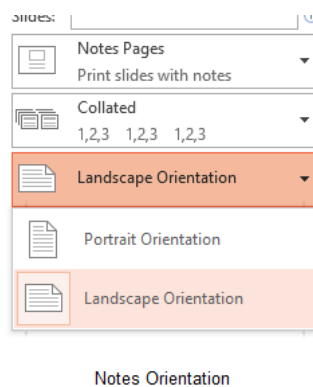 Slides:
Notes Pages
Print slides with notes
Collated
1,2,3 1,2,3 1,2,3
Landscape Orientation
Portrait Orientation
Landscape Orientation
Notes Orientation